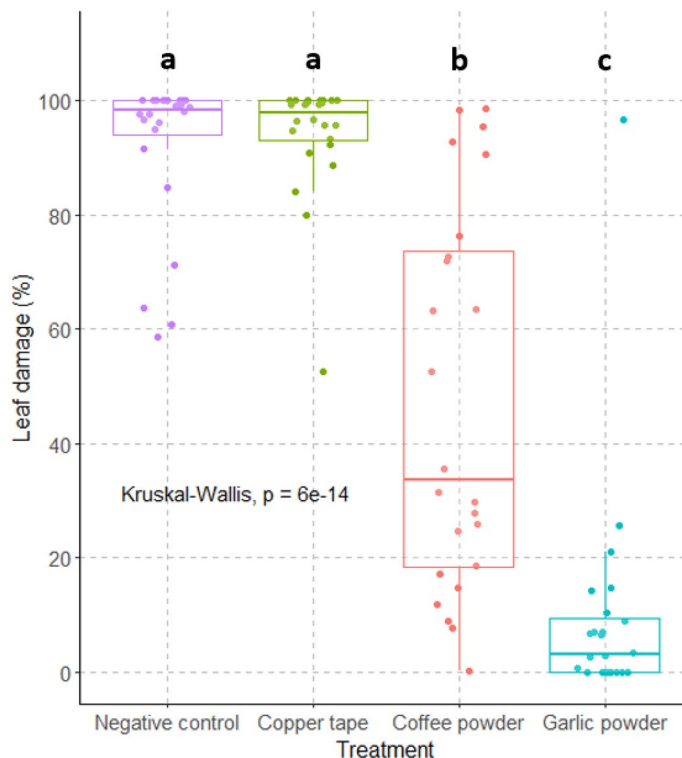 a a b c
100
80
60
40
20
0
Leaf damage (%)
Kruskal-Wallis, p = 6e-14
Negative control Copper tape Coffee powder Garlic powder
Treatment